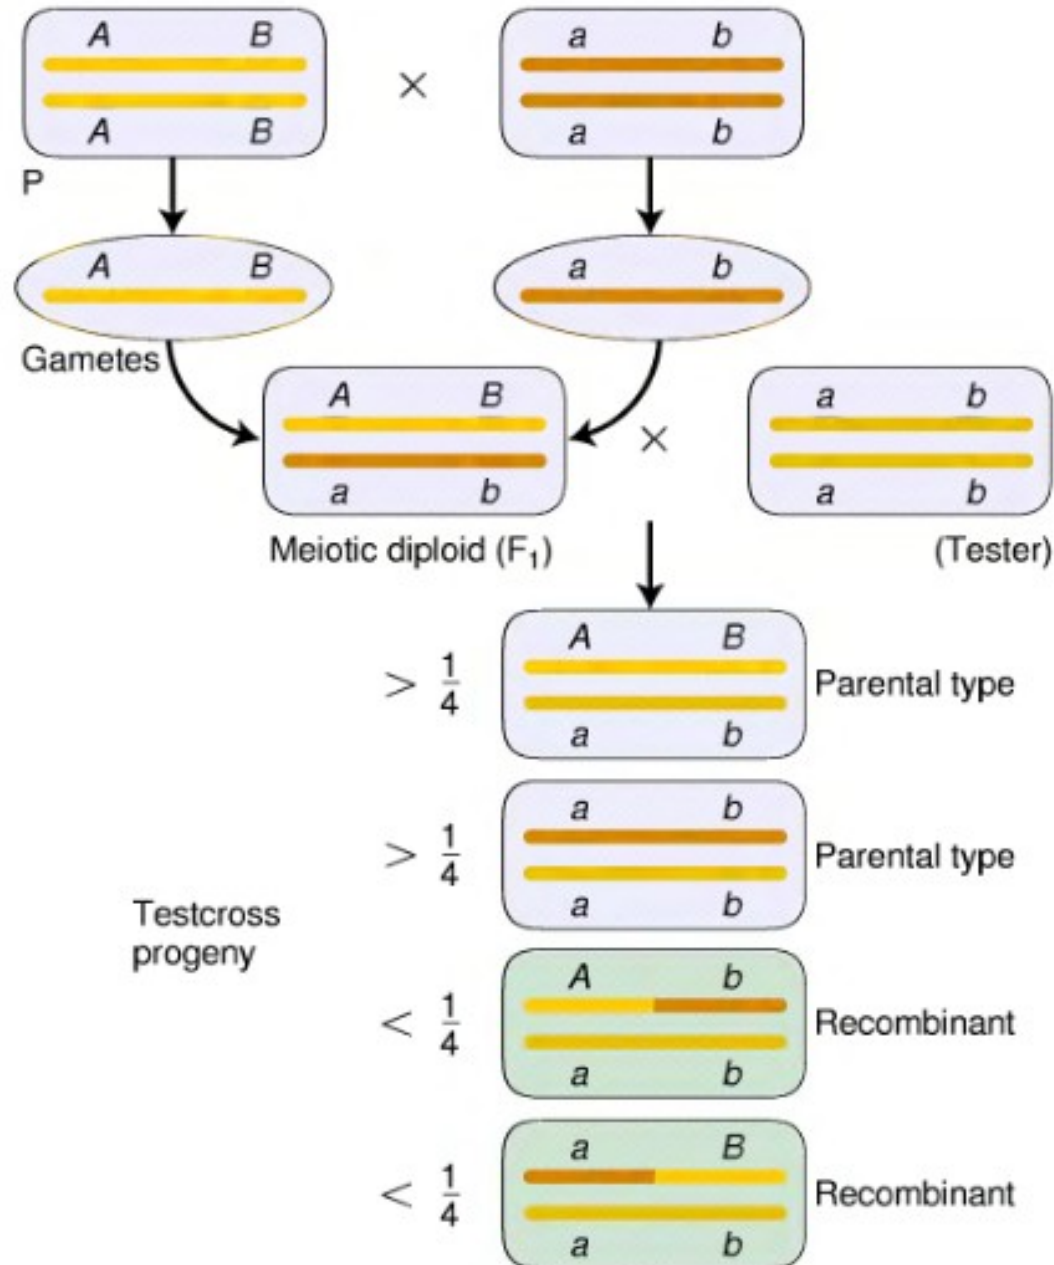 A B a b
×
A B a b
P
A B a b
Gametes
A B a b
×
a b a b
Meiotic diploid (F₁) (Tester)
A B
> 1/4 Parental type
a b
a b
> 1/4 Parental type
a b
Testcross
progeny
A b
< 1/4 Recombinant
a b
a B
< 1/4 Recombinant
a b